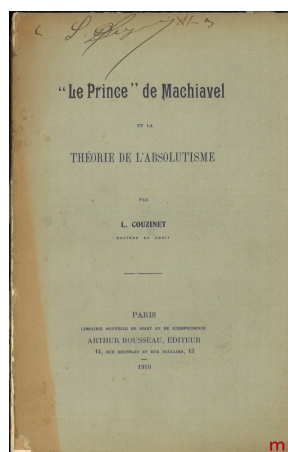 "Le Prince" de Machiavel
ET LA
THÉORIE DE L'ABSOLUTISME
PAR
L. COUZINET
DOCTEUR EN DROIT
PARIS
LIBRAIRIE NOUVELLE DE DROIT ET DE JURISPRUDENCE
ARTHUR ROUSSEAU, ÉDITEUR
14, RUE SOUFFLOT ET RUE TOULLIER, 13
1910
m